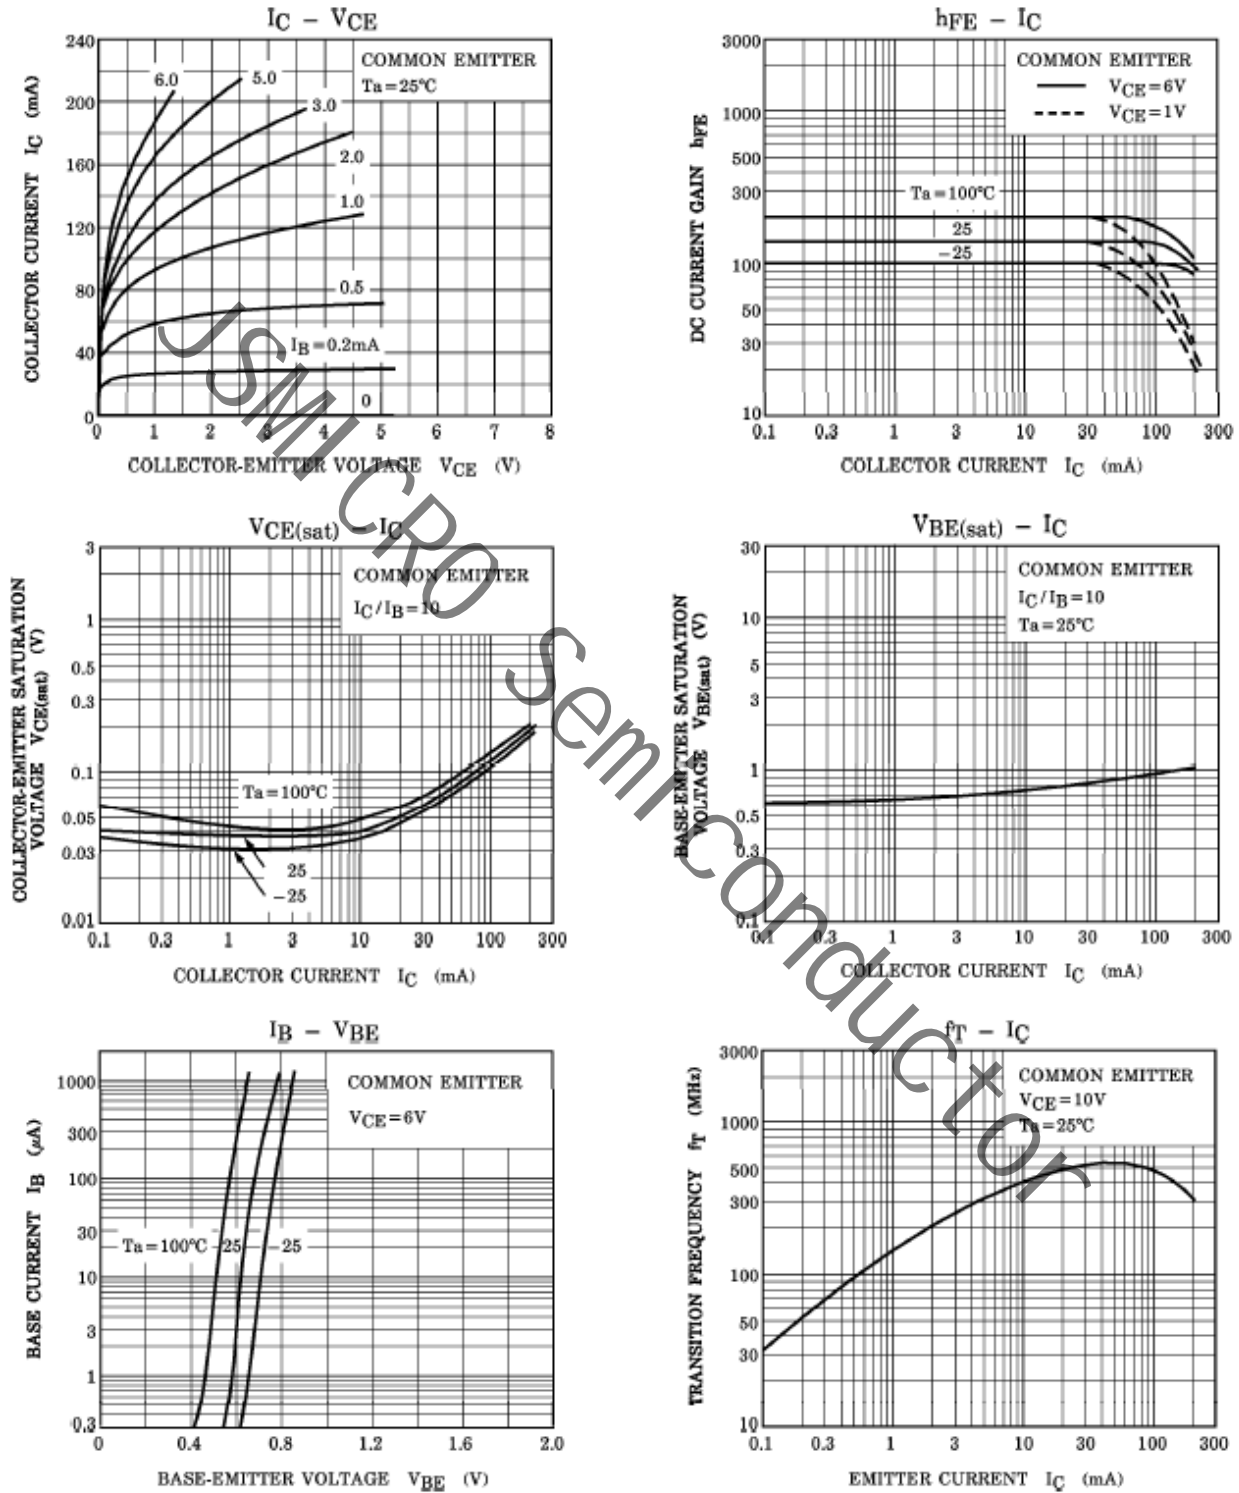 IC – VCE
COLLECTOR CURRENT IC (mA)
240
200
160
120
80
40
0
COMMON EMITTER
Ta=25℃
6.0
5.0
3.0
2.0
1.0
0.5
IB=0.2mA
0
0 1 2 3 4 5 6 7 8
COLLECTOR-EMITTER VOLTAGE VCE (V)
hFE – IC
DC CURRENT GAIN hFE
3000
1000
500
300
100
50
30
10
COMMON EMITTER
VCE=6V
VCE=1V
Ta=100℃
25
−25
0.1 0.3 1 3 10 30 100 300
COLLECTOR CURRENT IC (mA)
VCE(sat) – IC
COLLECTOR-EMITTER SATURATION
VOLTAGE VCE(sat) (V)
3
1
0.5
0.3
0.1
0.05
0.03
0.01
COMMON EMITTER
IC/IB=10
Ta=100℃
25
−25
0.1 0.3 1 3 10 30 100 300
COLLECTOR CURRENT IC (mA)
VBE(sat) – IC
BASE-EMITTER SATURATION
VOLTAGE VBE(sat) (V)
30
10
5
3
1
0.5
0.3
0.1
COMMON EMITTER
IC/IB=10
Ta=25℃
0.1 0.3 1 3 10 30 100 300
COLLECTOR CURRENT IC (mA)
IB – VBE
BASE CURRENT IB (μA)
1000
300
100
30
10
3
1
0.3
COMMON EMITTER
VCE=6V
Ta=100℃ 25 −25
0 0.4 0.8 1.2 1.6 2.0
BASE-EMITTER VOLTAGE VBE (V)
fT – IC
TRANSITION FREQUENCY fT (MHz)
3000
1000
500
300
100
50
30
10
COMMON EMITTER
VCE=10V
Ta=25℃
0.1 0.3 1 3 10 30 100 300
EMITTER CURRENT IC (mA)
JSMICRO Semiconductor